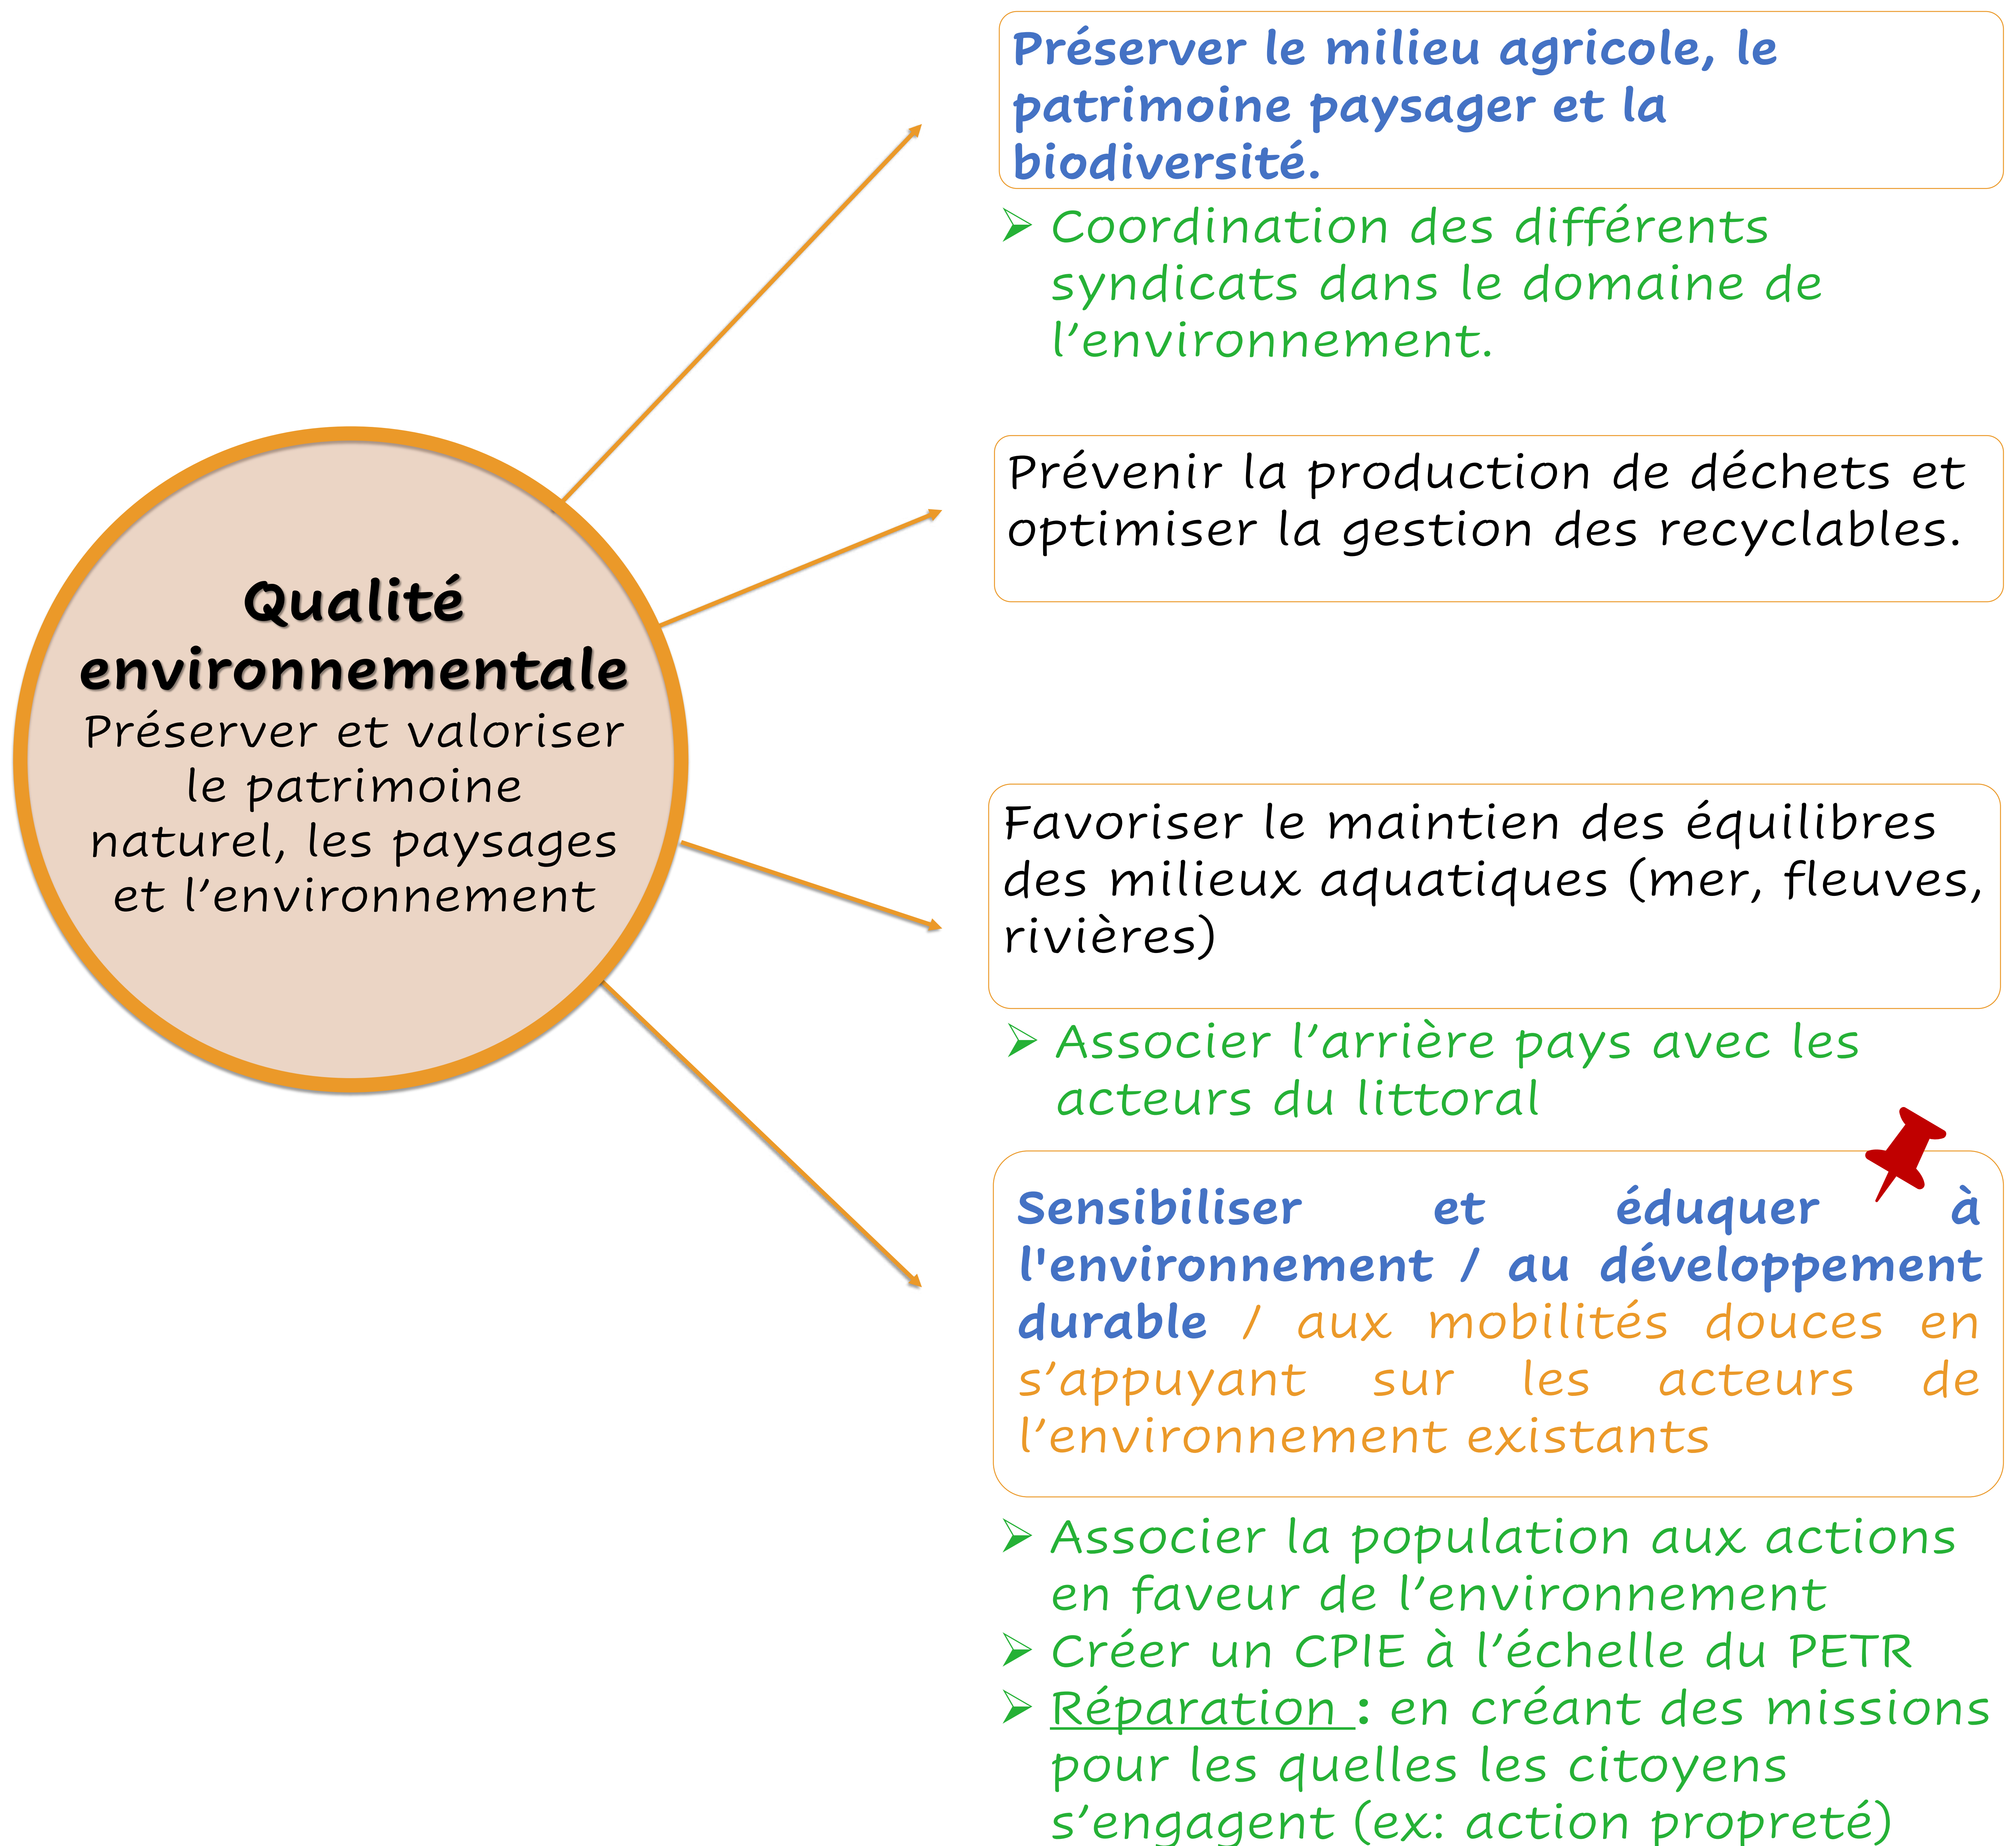 Qualité
environnementale
Préserver et valoriser
le patrimoine
naturel, les paysages
et l’environnement
Préserver le milieu agricole, le
patrimoine paysager et la
biodiversité.
➢ Coordination des différents
syndicats dans le domaine de
l’environnement.
Prévenir la production de déchets et
optimiser la gestion des recyclables.
Favoriser le maintien des équilibres
des milieux aquatiques (mer, fleuves,
rivières)
➢ Associer l’arrière pays avec les
acteurs du littoral
Sensibiliser et éduquer à
l'environnement / au développement
durable / aux mobilités douces en
s’appuyant sur les acteurs de
l’environnement existants
➢ Associer la population aux actions
en faveur de l’environnement
➢ Créer un CPIE à l’échelle du PETR
➢ Réparation : en créant des missions
pour les quelles les citoyens
s’engagent (ex: action propreté)